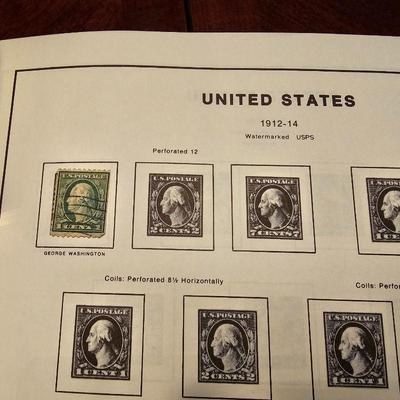 UNITED STATES
1912-14
Watermarked USPS
Perforated 12
U.S. POSTAGE
1 CENT
GEORGE WASHINGTON
U.S. POSTAGE
2 CENTS 2
U.S. POSTAGE
7 CENTS 7
U.S.
1
Coils: Perforated 8½ Horizontally
Coils: Perfo
U.S. POSTAGE
1 CENT 1
U.S. POSTAGE
2 CENTS 2
U.S. POSTAGE
1 CENT 1